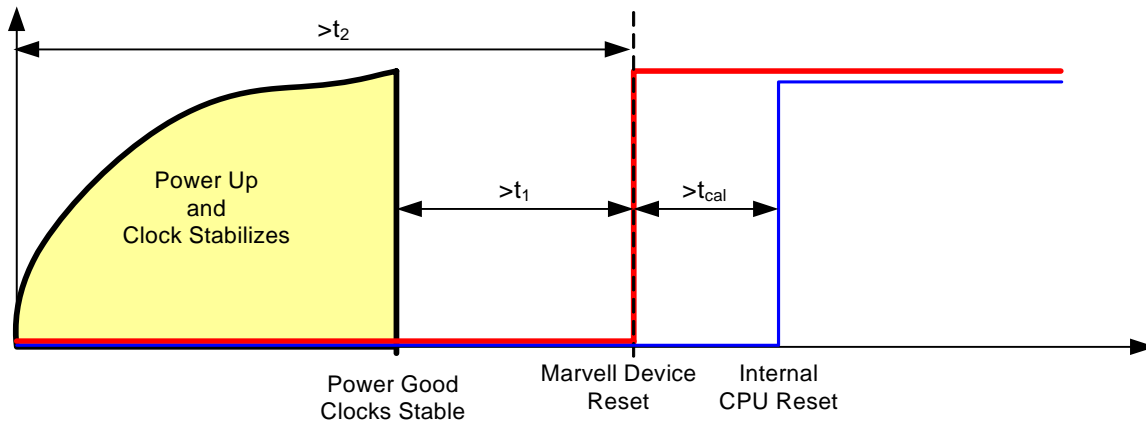 >t₂
Power Up
and
Clock Stabilizes
>t₁
>tcal
Power Good
Clocks Stable
Marvell Device
Reset
Internal
CPU Reset